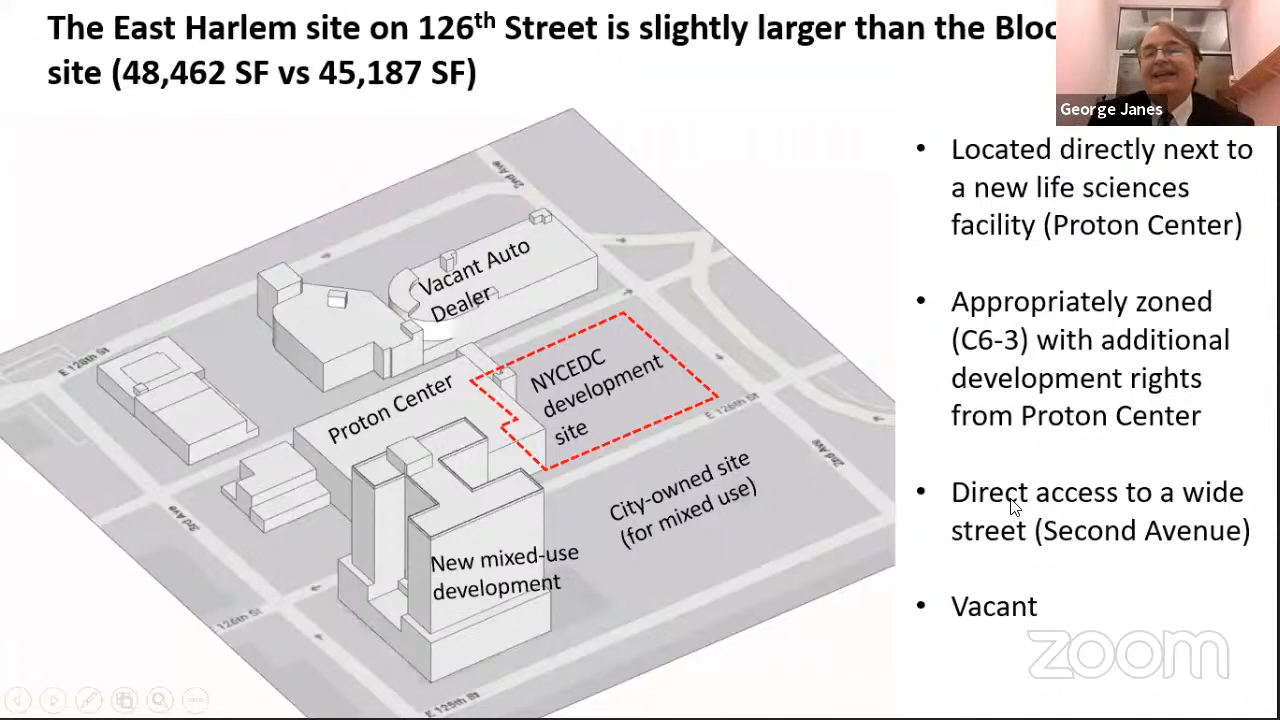 The East Harlem site on 126th Street is slightly larger than the Bloc
site (48,462 SF vs 45,187 SF)
George Janes
• Located directly next to
a new life sciences
facility (Proton Center)
• Appropriately zoned
(C6-3) with additional
development rights
from Proton Center
• Direct access to a wide
street (Second Avenue)
• Vacant
2nd Ave
Vacant Auto
Dealer
E 128th St
NYCEDC
development
site
Proton Center
E 126th St
2nd Ave
City-owned site
(for mixed use)
3rd Ave
New mixed-use
development
E 126th St
E 125th St
zoom